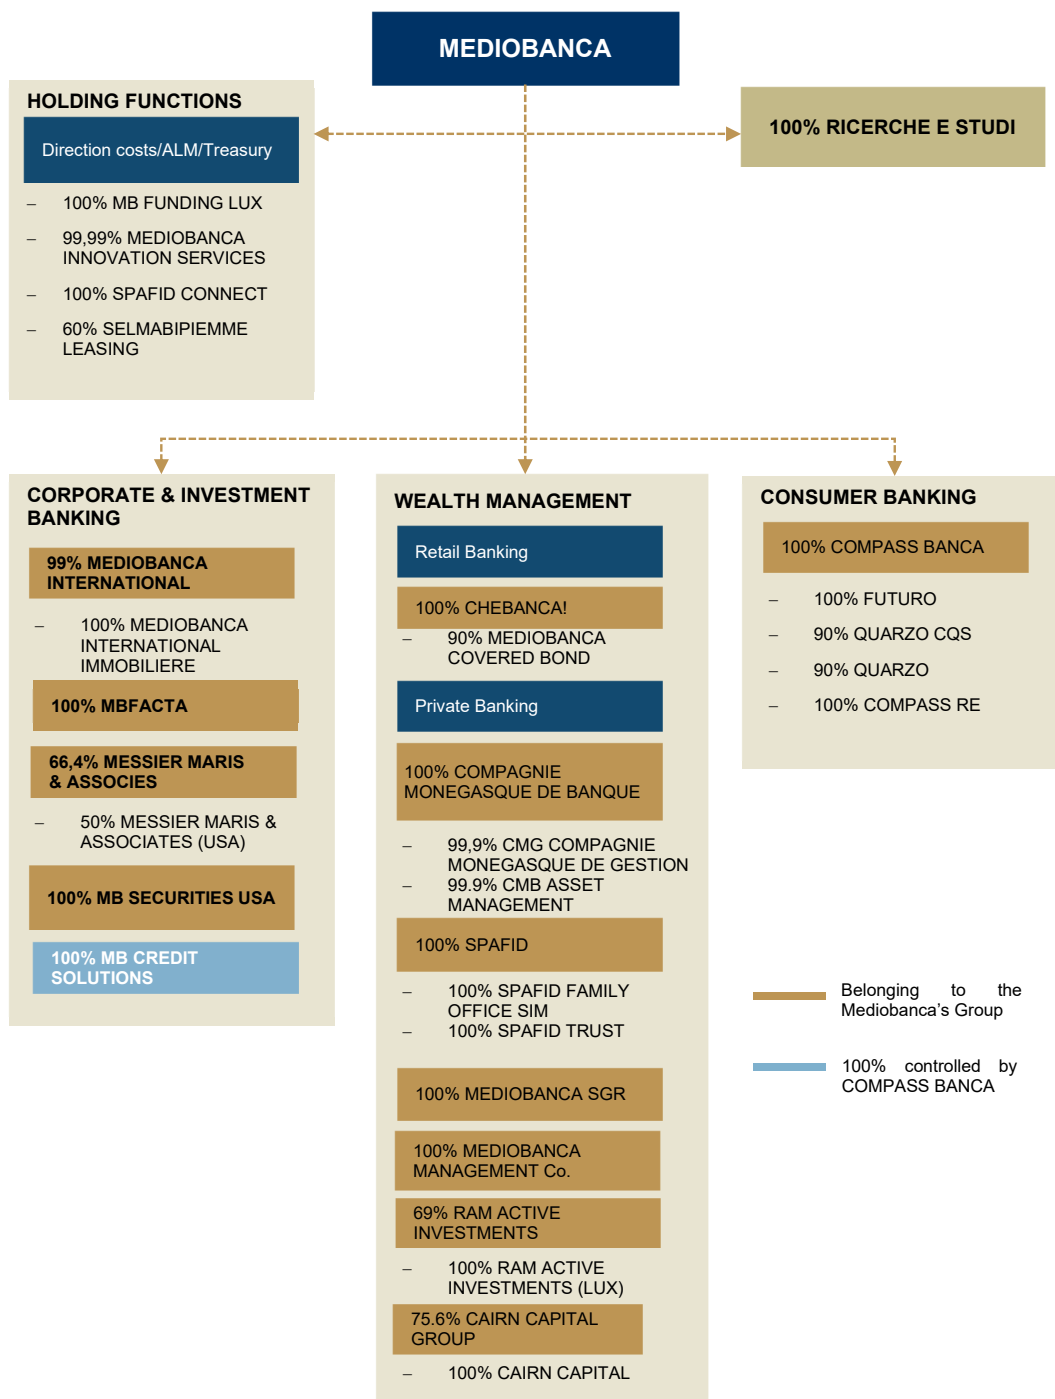 MEDIOBANCA
HOLDING FUNCTIONS
Direction costs/ALM/Treasury
– 100% MB FUNDING LUX
– 99,99% MEDIOBANCA
INNOVATION SERVICES
– 100% SPAFID CONNECT
– 60% SELMABIPIEMME
LEASING
100% RICERCHE E STUDI
CORPORATE & INVESTMENT
BANKING
99% MEDIOBANCA
INTERNATIONAL
– 100% MEDIOBANCA
INTERNATIONAL
IMMOBILIERE
100% MBFACTA
66,4% MESSIER MARIS
& ASSOCIES
– 50% MESSIER MARIS &
ASSOCIATES (USA)
100% MB SECURITIES USA
100% MB CREDIT
SOLUTIONS
WEALTH MANAGEMENT
Retail Banking
100% CHEBANCA!
– 90% MEDIOBANCA
COVERED BOND
Private Banking
100% COMPAGNIE
MONEGASQUE DE BANQUE
– 99,9% CMG COMPAGNIE
MONEGASQUE DE GESTION
– 99.9% CMB ASSET
MANAGEMENT
100% SPAFID
– 100% SPAFID FAMILY
OFFICE SIM
– 100% SPAFID TRUST
100% MEDIOBANCA SGR
100% MEDIOBANCA
MANAGEMENT Co.
69% RAM ACTIVE
INVESTMENTS
– 100% RAM ACTIVE
INVESTMENTS (LUX)
75.6% CAIRN CAPITAL
GROUP
– 100% CAIRN CAPITAL
CONSUMER BANKING
100% COMPASS BANCA
– 100% FUTURO
– 90% QUARZO CQS
– 90% QUARZO
– 100% COMPASS RE
Belonging to the
Mediobanca's Group
100% controlled by
COMPASS BANCA